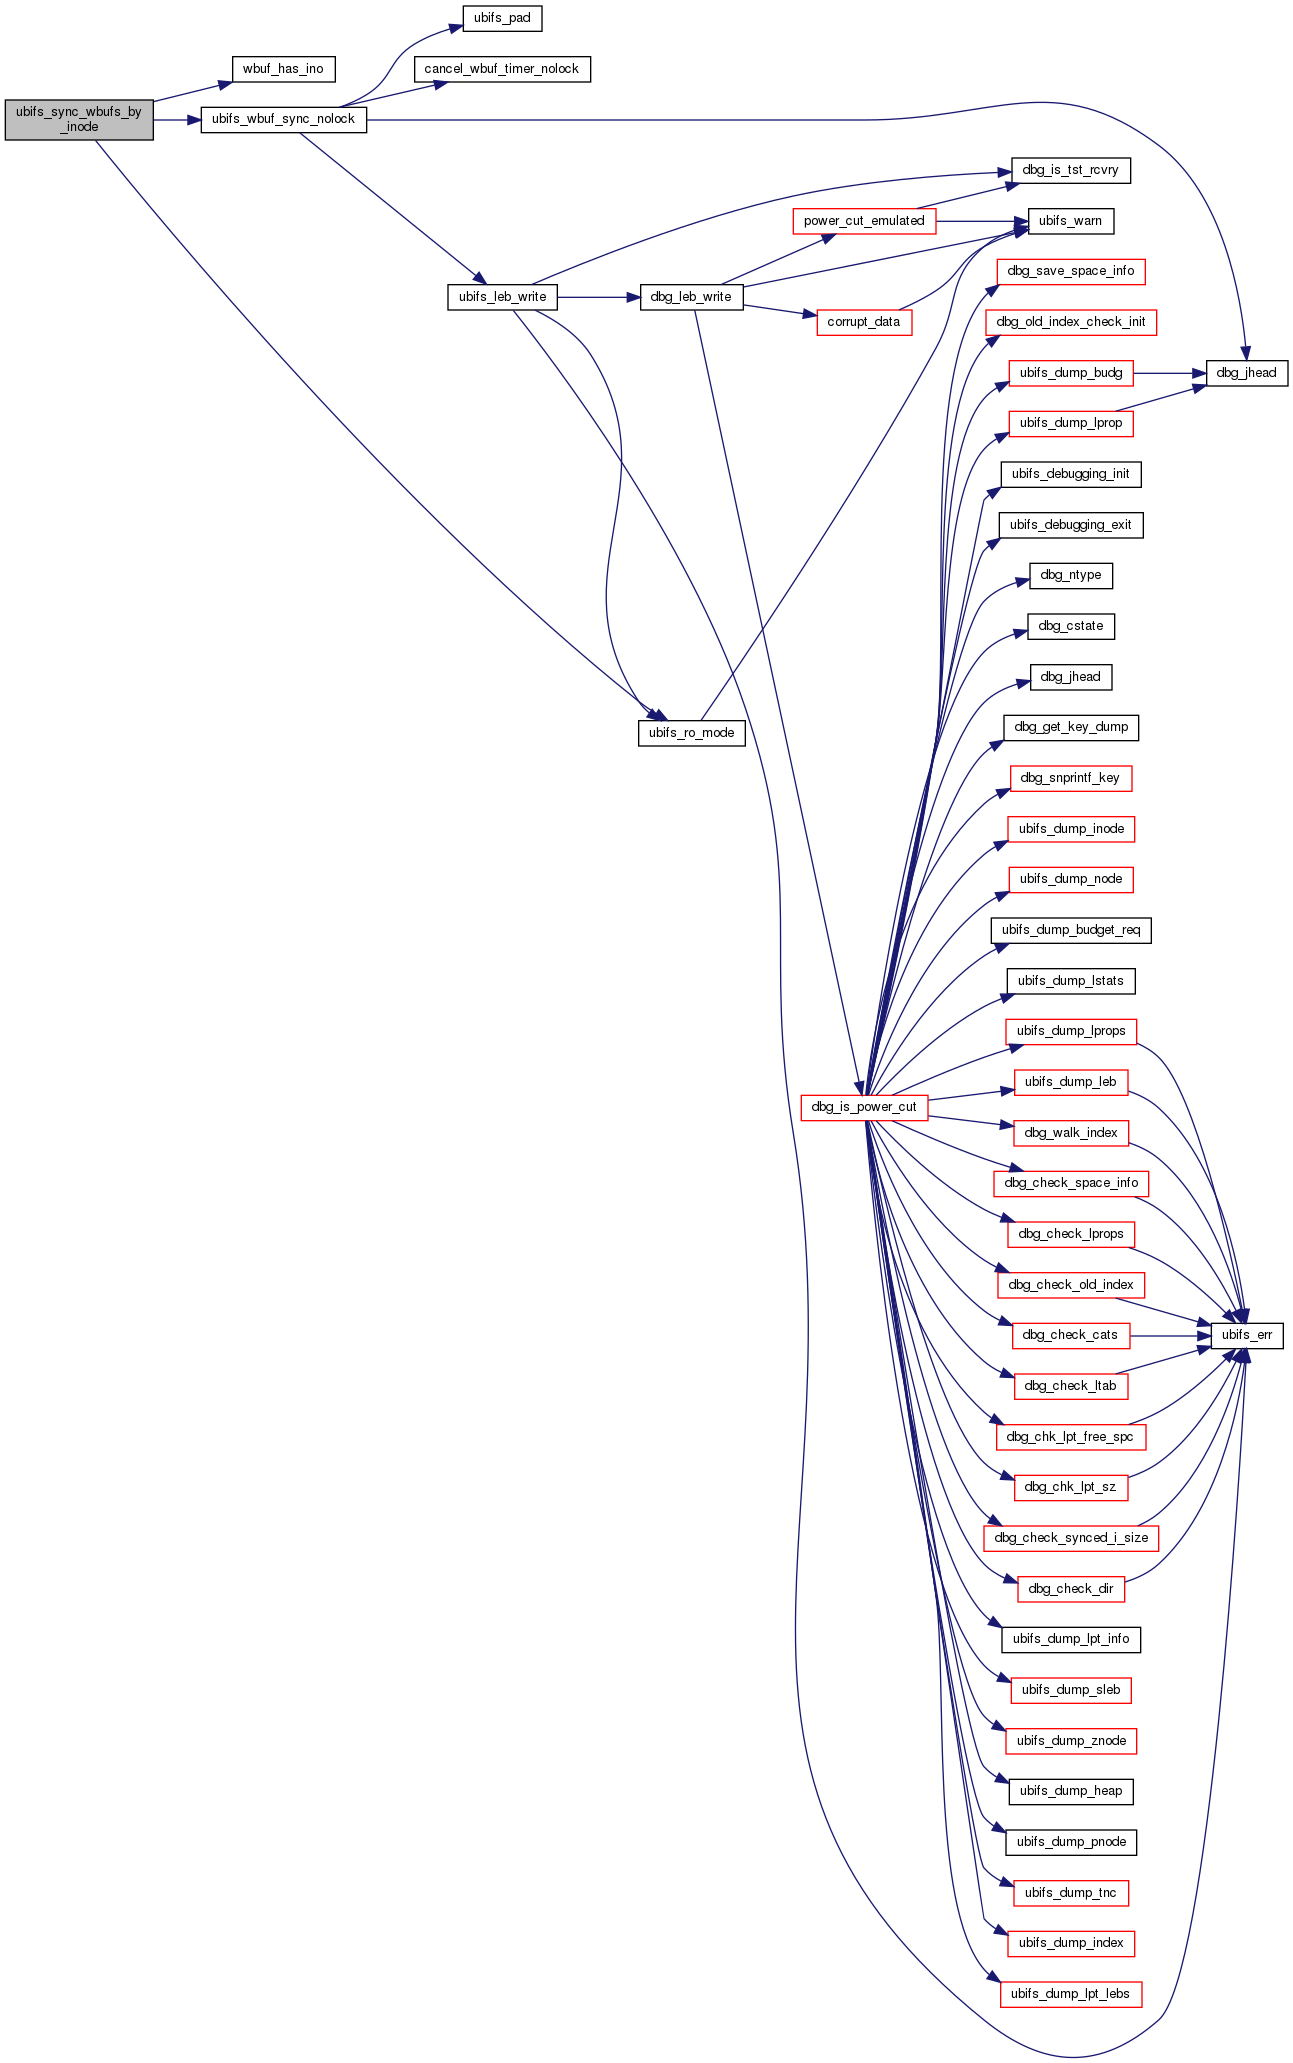 ubifs_pad
wbuf_has_ino
cancel_wbuf_timer_nolock
ubifs_sync_wbufs_by
_inode
ubifs_wbuf_sync_nolock
dbg_is_tst_rcvry
power_cut_emulated
ubifs_warn
dbg_save_space_info
ubifs_leb_write
dbg_leb_write
corrupt_data
dbg_old_index_check_init
ubifs_dump_budg
dbg_jhead
ubifs_dump_lprop
ubifs_debugging_init
ubifs_debugging_exit
dbg_ntype
dbg_cstate
dbg_jhead
dbg_get_key_dump
ubifs_ro_mode
dbg_snprintf_key
ubifs_dump_inode
ubifs_dump_node
ubifs_dump_budget_req
ubifs_dump_lstats
ubifs_dump_lprops
ubifs_dump_leb
dbg_is_power_cut
dbg_walk_index
dbg_check_space_info
dbg_check_lprops
dbg_check_old_index
dbg_check_cats
ubifs_err
dbg_check_ltab
dbg_chk_lpt_free_spc
dbg_chk_lpt_sz
dbg_check_synced_i_size
dbg_check_dir
ubifs_dump_lpt_info
ubifs_dump_sleb
ubifs_dump_znode
ubifs_dump_heap
ubifs_dump_pnode
ubifs_dump_tnc
ubifs_dump_index
ubifs_dump_lpt_lebs